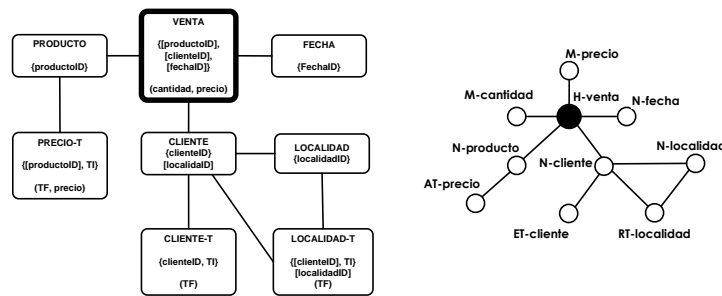 VENTA
{[productoID],
[clienteID],
[fechaID]}
(cantidad, precio)
PRODUCTO
{productoID}
FECHA
{FechaID}
PRECIO-T
{[productoID], TI}
(TF, precio)
CLIENTE
{clienteID}
[localidaID]
LOCALIDAD
{localidadID}
CLIENTE-T
{clienteID, TI}
(TF)
LOCALIDAD-T
{[clienteID], TI}
[localidadID]
(TF)
M-precio
M-cantidad
H-venta
N-fecha
N-producto
N-cliente
N-localidad
AT-precio
ET-cliente
RT-localidad